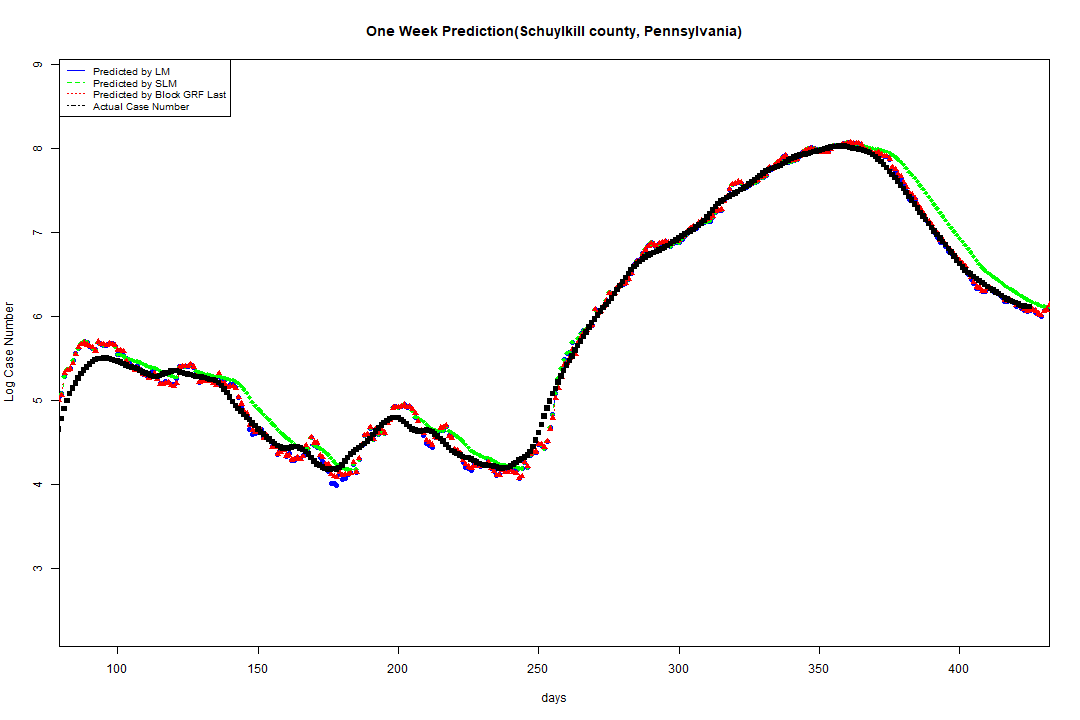 One Week Prediction(Schuylkill county, Pennsylvania)
Predicted by LM
Predicted by SLM
Predicted by Block GRF Last
Actual Case Number
9
8
7
6
5
4
3
Log Case Number
100 150 200 250 300 350 400
days